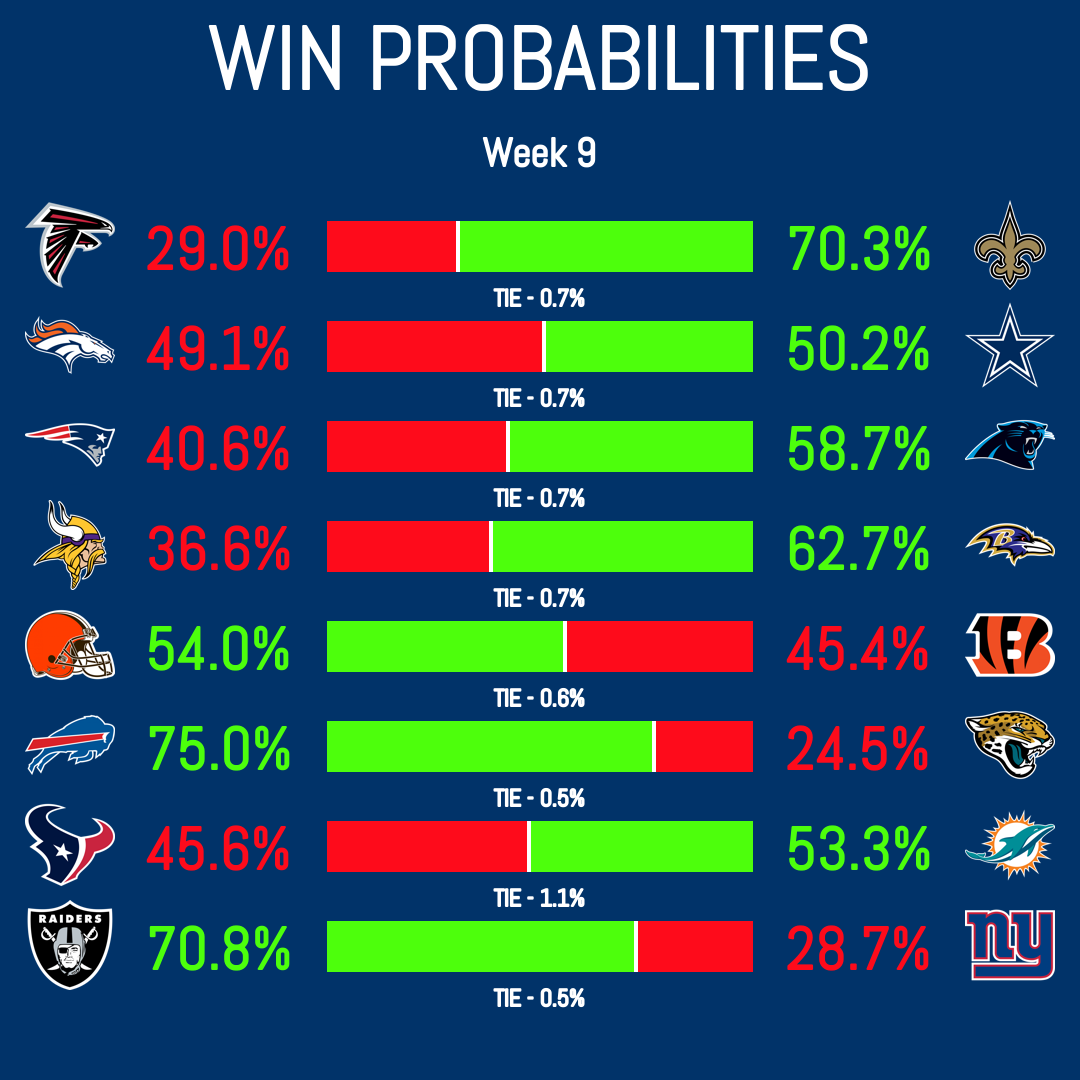 WIN PROBABILITIES
Week 9
29.0% 70.3%
TIE - 0.7%
49.1% 50.2%
TIE - 0.7%
40.6% 58.7%
TIE - 0.7%
36.6% B 62.7%
TIE - 0.7%
54.0% 45.4% B
TIE - 0.6%
75.0% 24.5%
TIE - 0.5%
45.6% 53.3%
TIE - 1.1%
RAIDERS 70.8% 28.7% ny
TIE - 0.5%